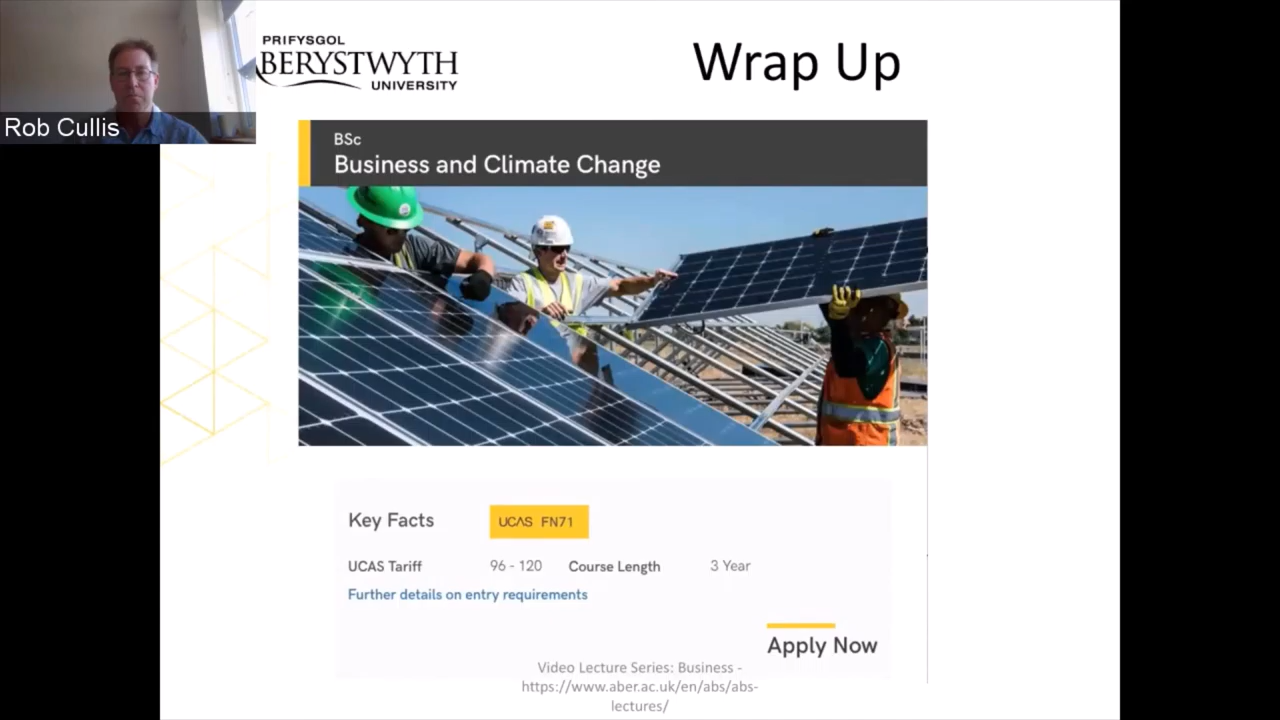 Rob Cullis
PRIFYSGOL
ABERYSTWYTH
UNIVERSITY
Wrap Up
BSc
Business and Climate Change
Key Facts
UCAS FN71
UCAS Tariff 96 - 120 Course Length 3 Year
Further details on entry requirements
Apply Now
Video Lecture Series: Business -
https://www.aber.ac.uk/en/abs/abs-
lectures/